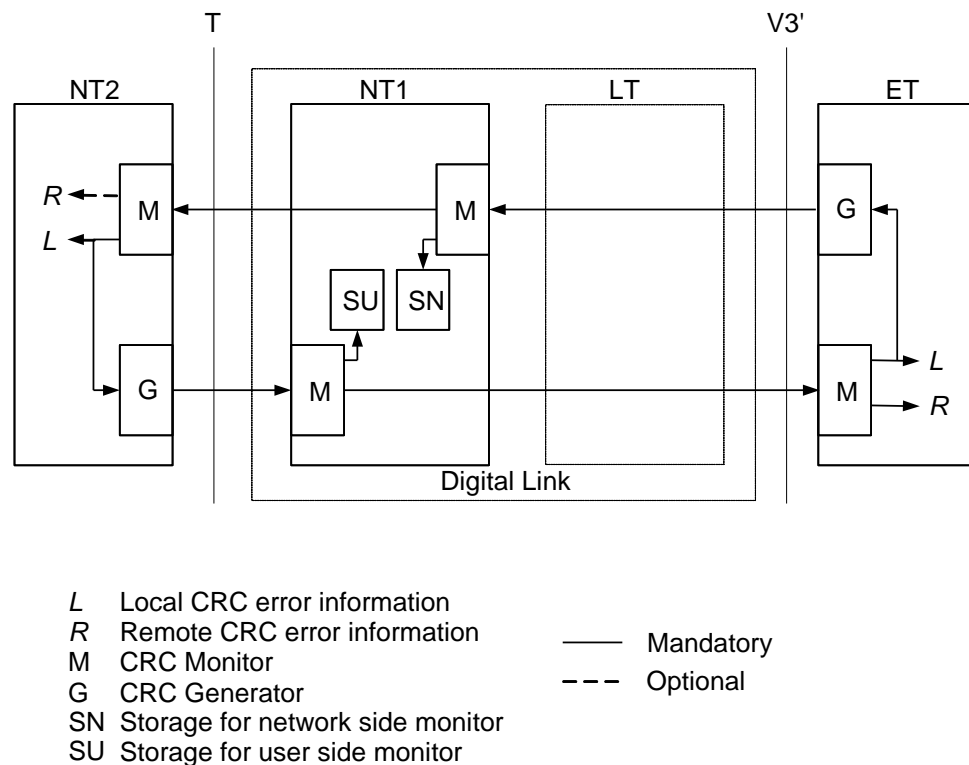 T
V3'
NT2
NT1
LT
ET
R
M
M
G
L
SU
SN
G
M
M
L
R
Digital Link
L Local CRC error information
R Remote CRC error information
M CRC Monitor
G CRC Generator
SN Storage for network side monitor
SU Storage for user side monitor
Mandatory
Optional